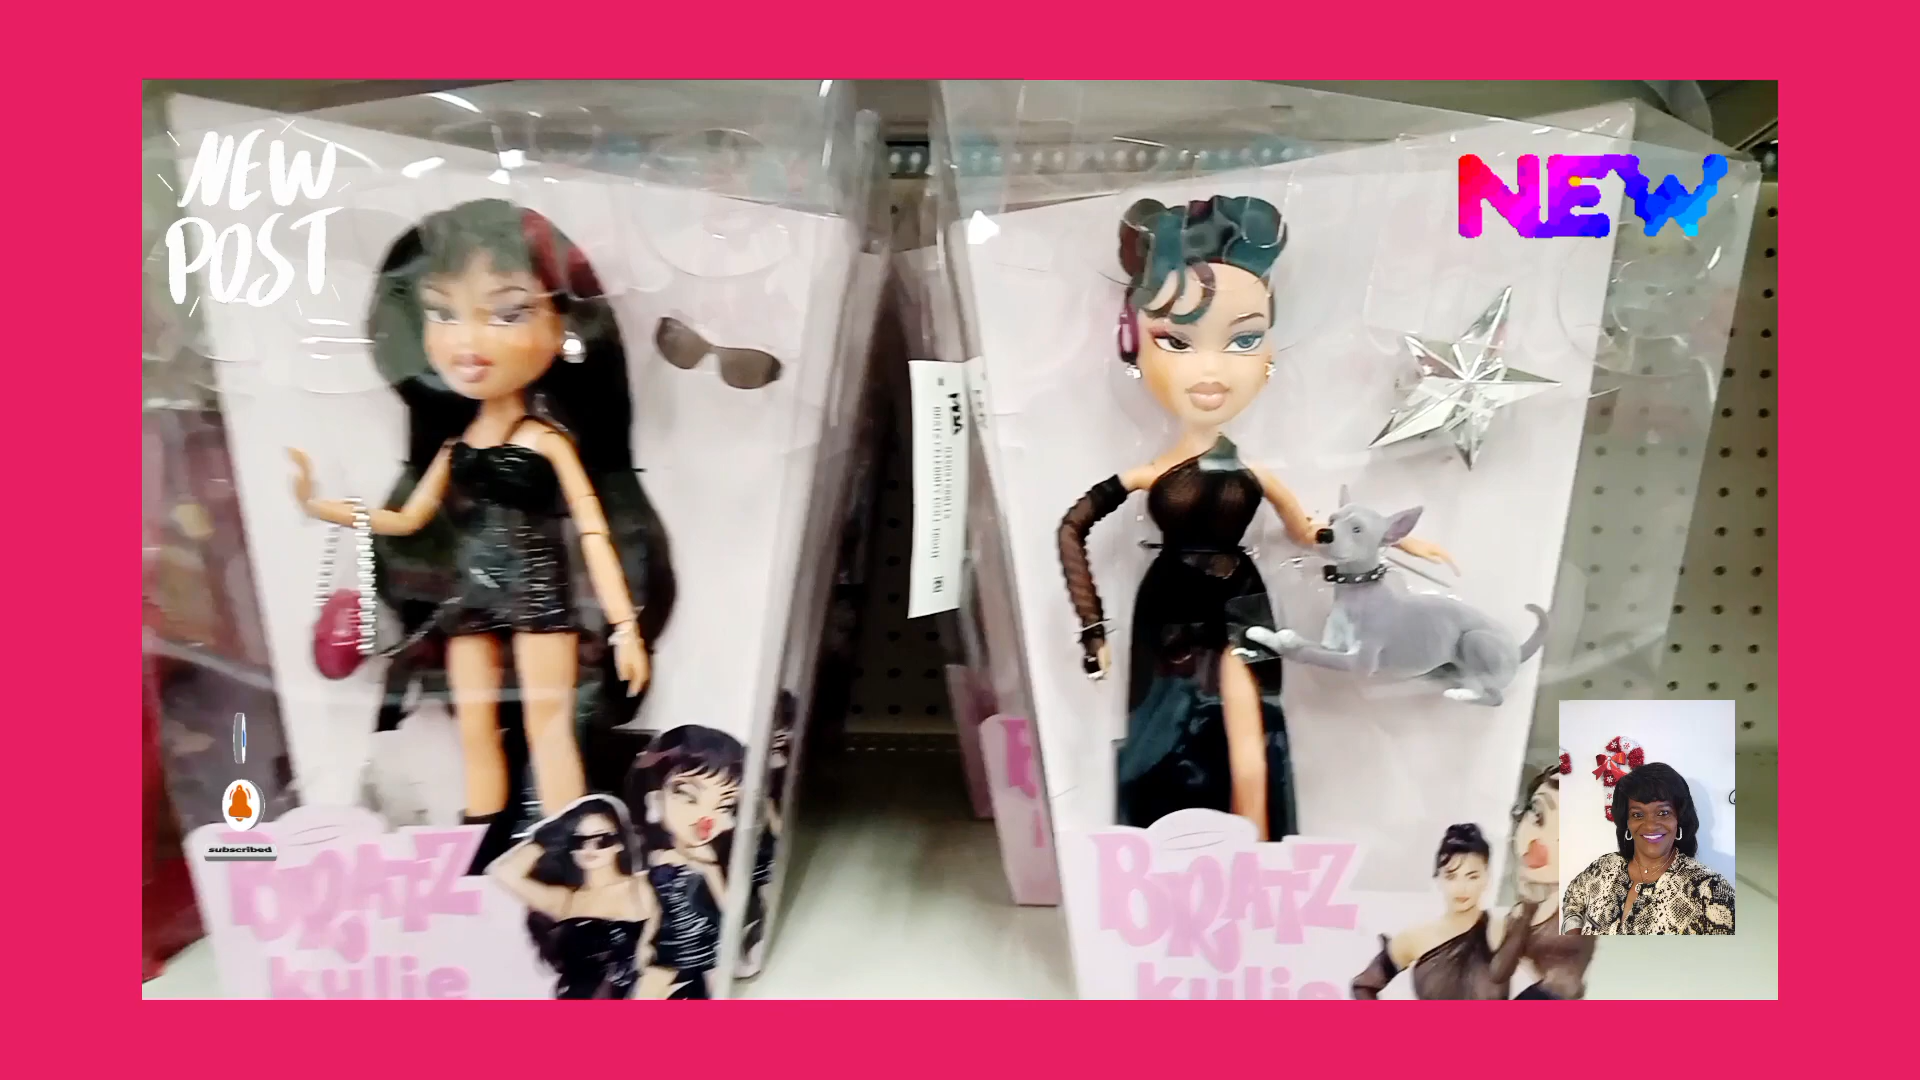 NEW
POST
NEW
subscribed
BRATZ
kylie
BRATZ
kylie